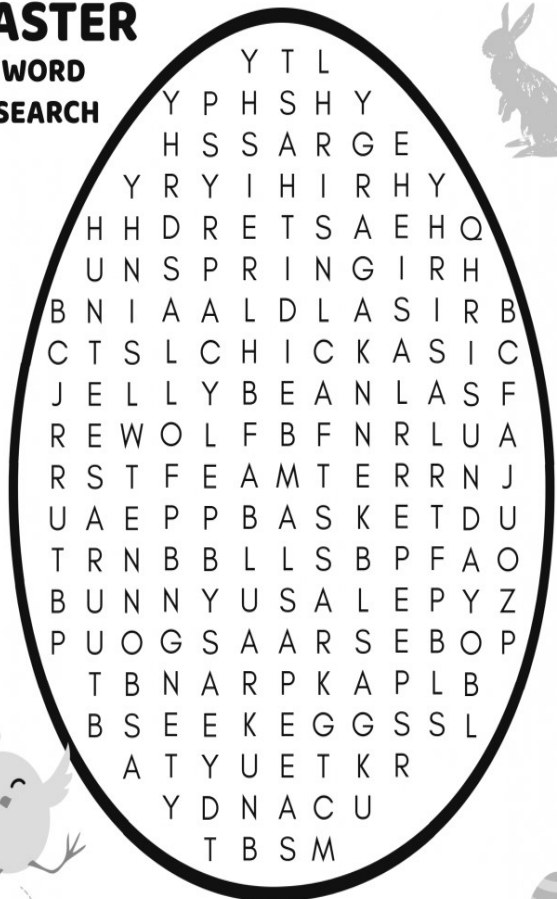 ASTER
WORD
SEARCH
Y T L
Y P H S H Y
H S S A R G E
Y R Y I H I R H Y
H H D R E T S A E H Q
U N S P R I N G I R H
B N I A A L D L A S I R B
C T S L C H I C K A S I C
J E L L Y B E A N L A S F
R E W O L F B F N R L U A
R S T F E A M T E R R N J
U A E P P B A S K E T D U
T R N B B L L S B P F A O
B U N N Y U S A L E P Y Z
P U O G S A A R S E B O P
T B N A R P K A P L B
B S E E K E G G S S L
A T Y U E T K R
Y D N A C U
T B S M